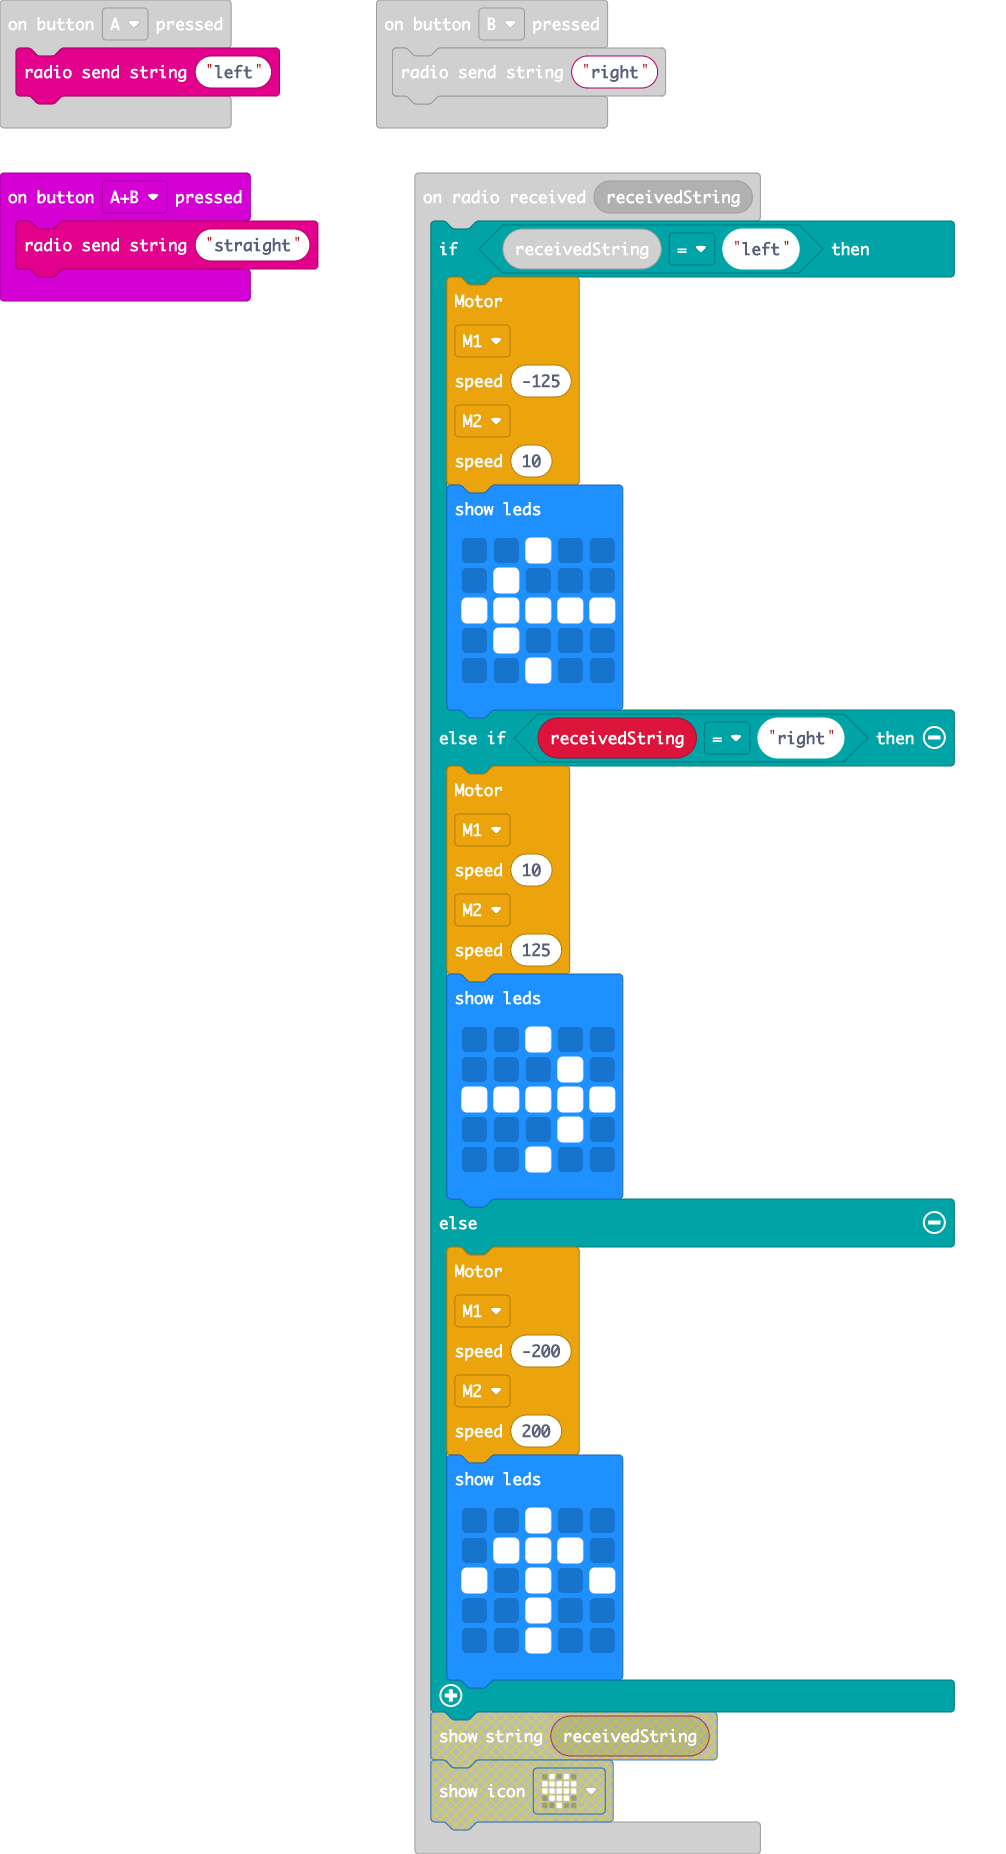 on button A pressed
radio send string "left"
on button B pressed
radio send string "right"
on button A+B pressed
radio send string "straight"
on radio received receivedString
if receivedString = "left" then
Motor
M1
speed -125
M2
speed 10
show leds
else if receivedString = "right" then
Motor
M1
speed 10
M2
speed 125
show leds
else
Motor
M1
speed -200
M2
speed 200
show leds
show string receivedString
show icon